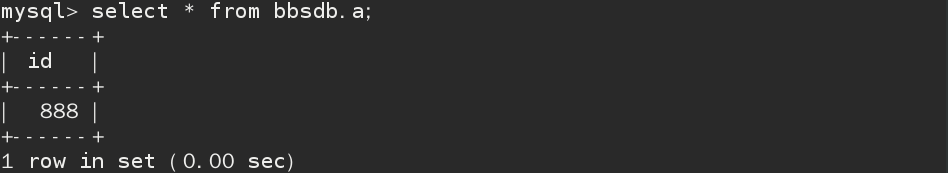 mysql> select * from bbsdb.a;
+------+
| id   |
+------+
|  888 |
+------+
1 row in set (0.00 sec)